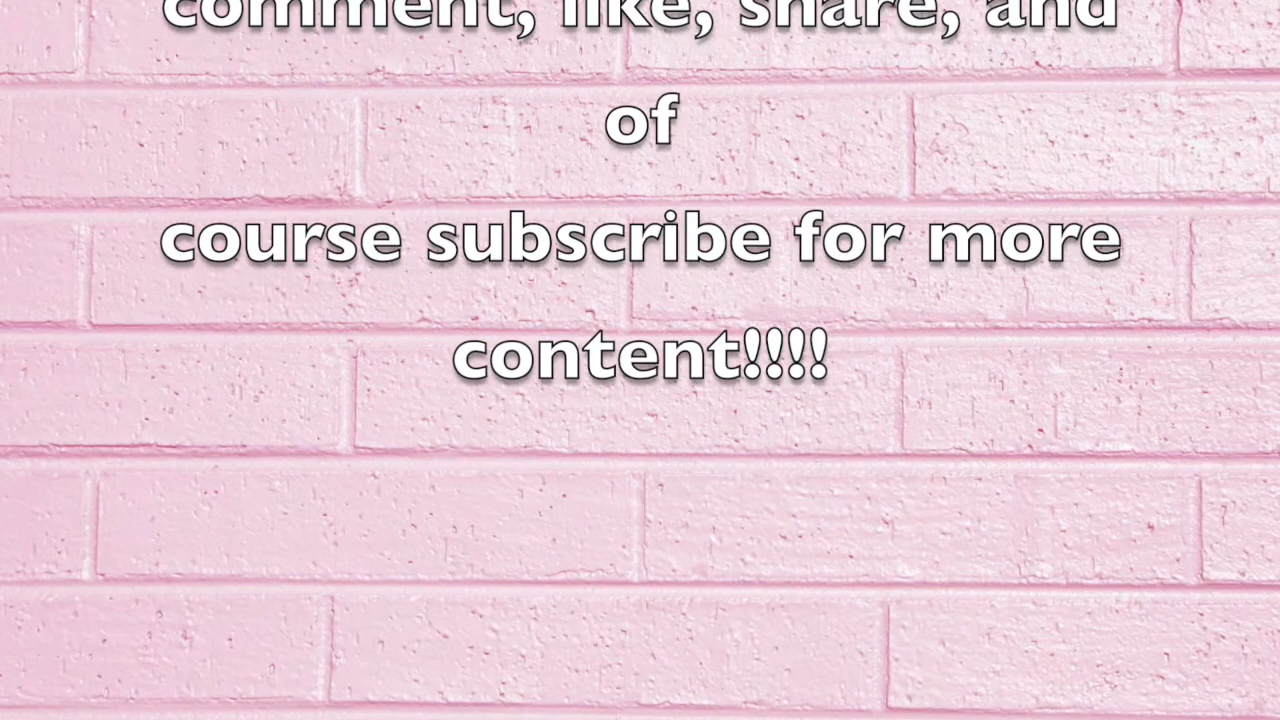 comment, like, share, and
of
course subscribe for more
content!!!!